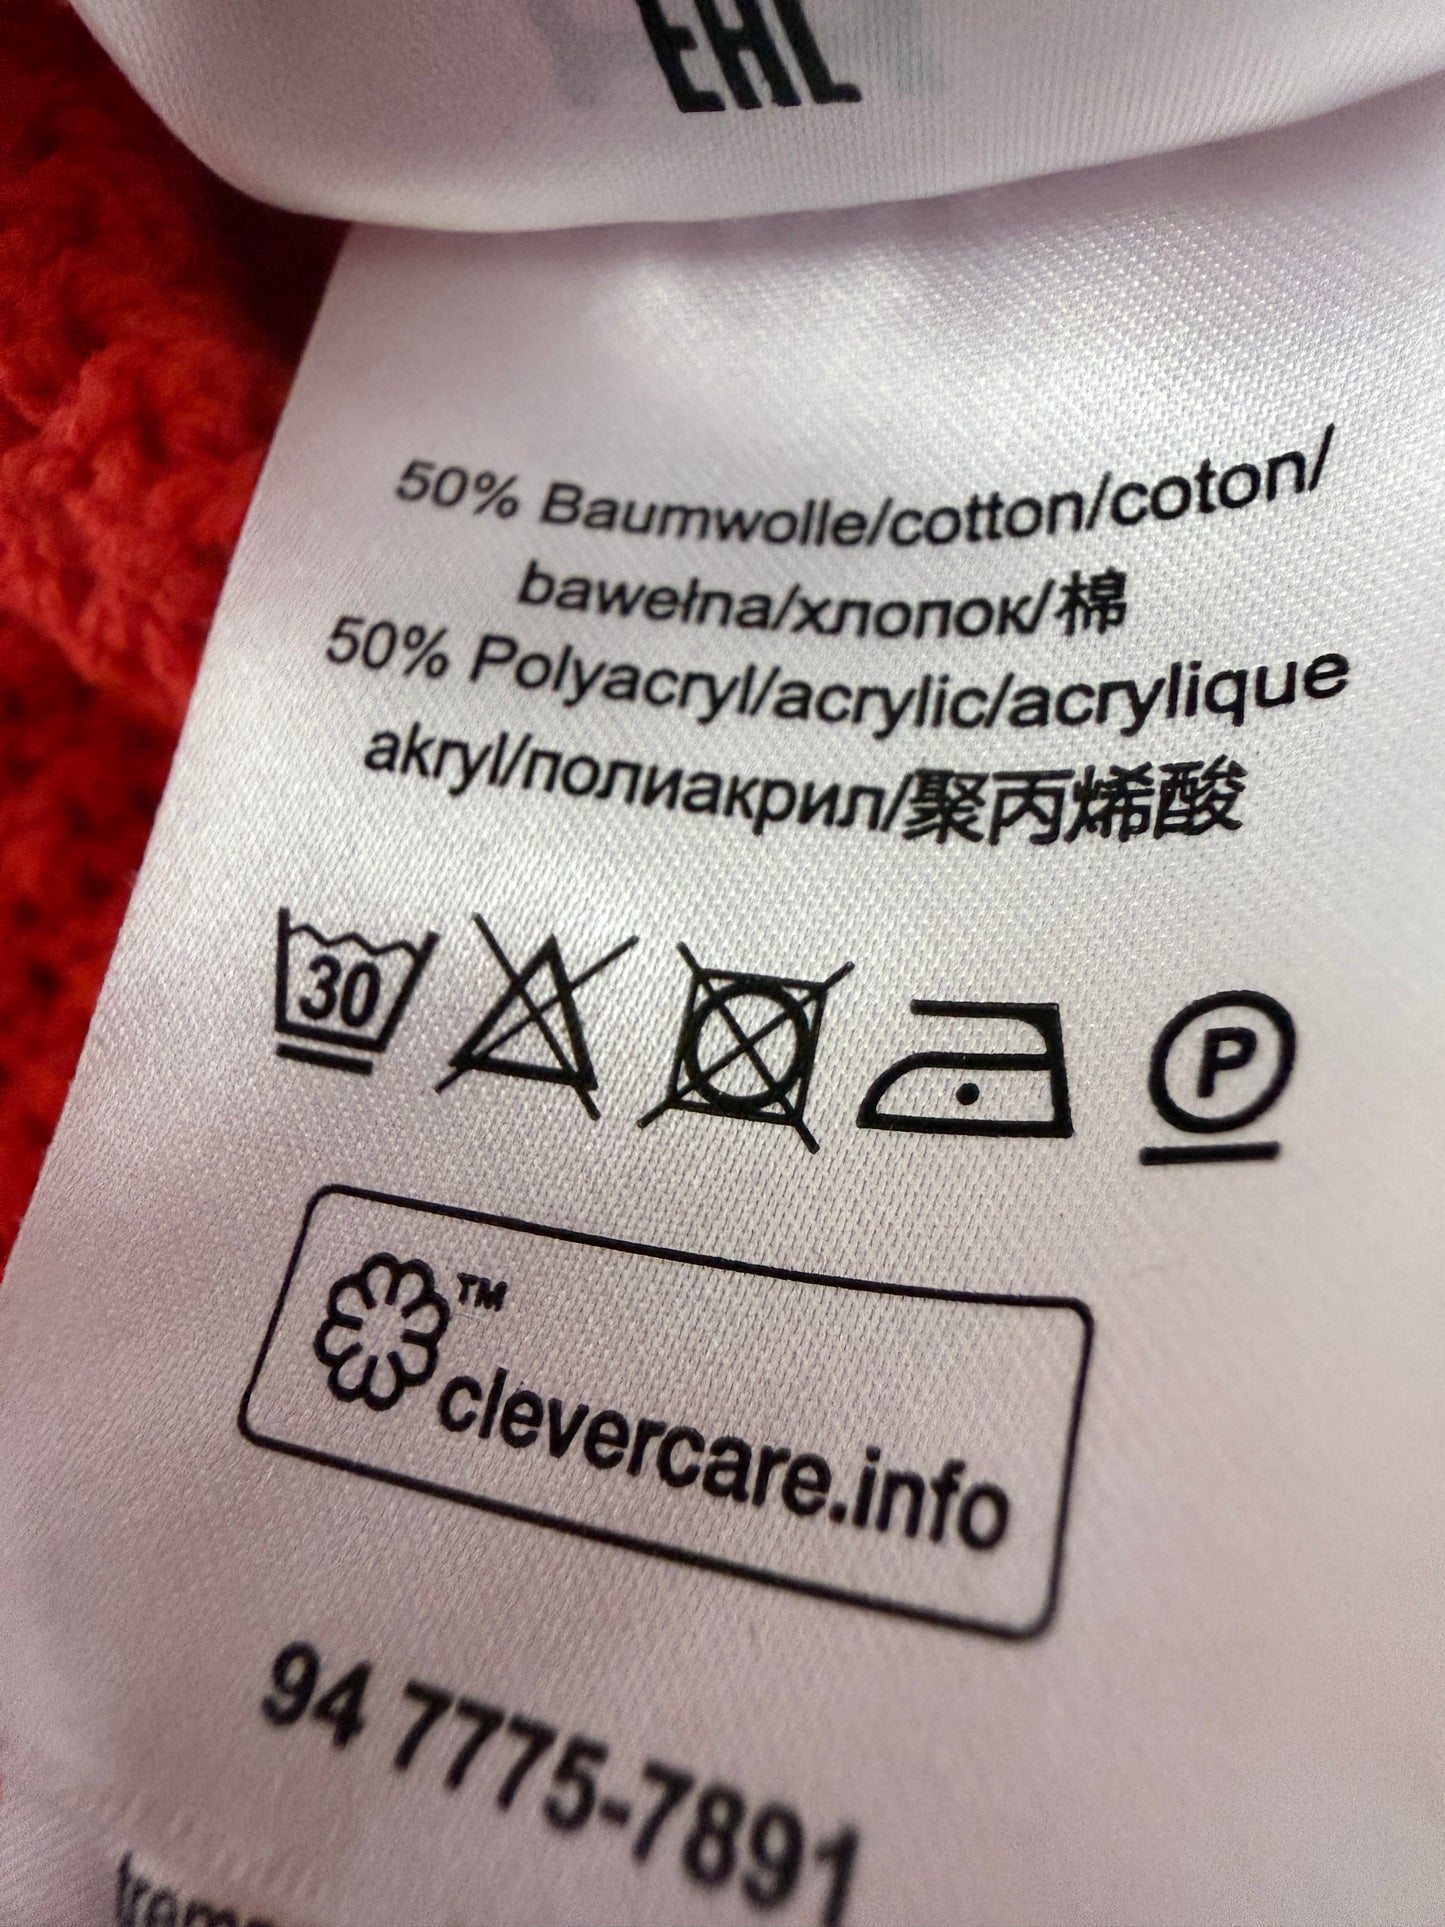 EAC
50% Baumwolle/cotton/coton/
bawełna/хлопок/棉
50% Polyacryl/acrylic/acrylique
akryl/полиакрил/聚丙烯酸
30
P
TM
clevercare.info
94 7775-7891